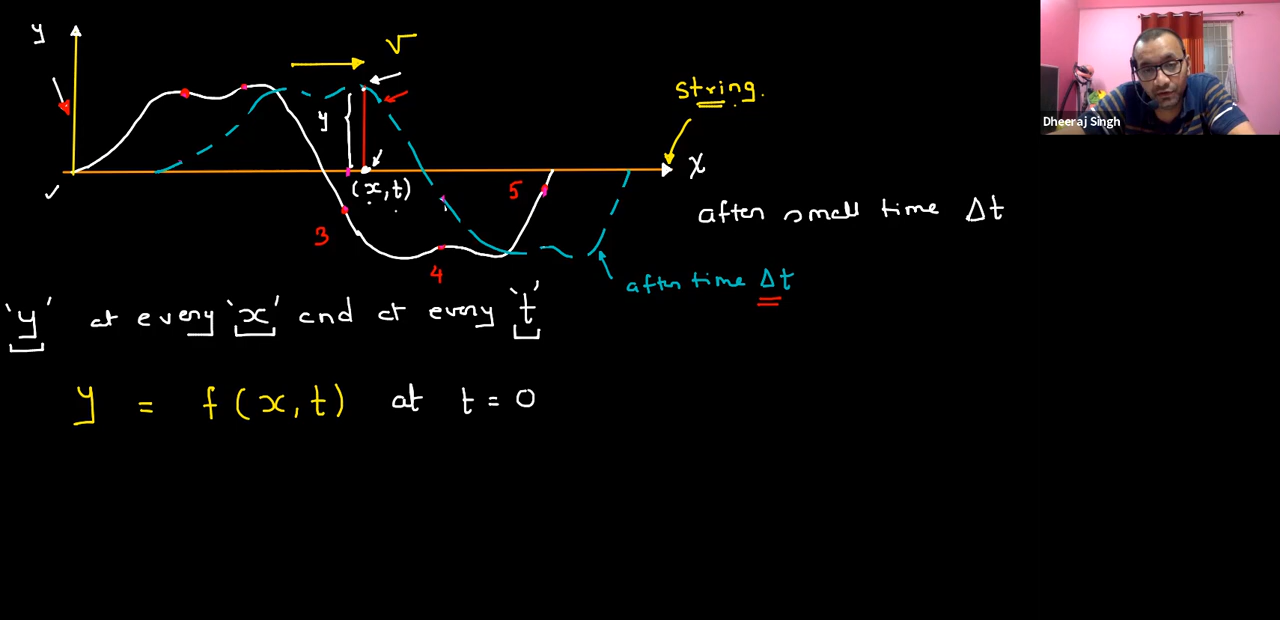 y
v
string.
Dheeraj Singh
y
x
(x, t)
5
after small time Δt
3
4
after time Δt
'y' at every 'x' and at every 't'
y = f(x, t) at t = 0